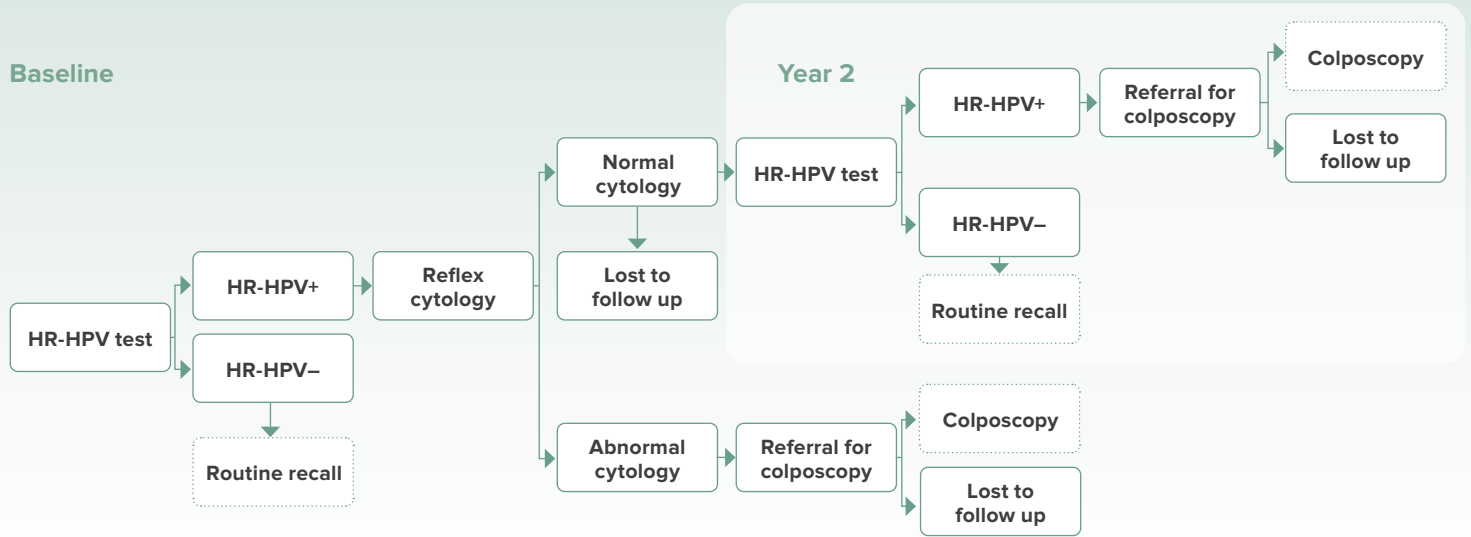 Baseline
Year 2
HR-HPV test
HR-HPV+
HR-HPV–
Routine recall
Reflex
cytology
Normal
cytology
Lost to
follow up
Abnormal
cytology
Referral for
colposcopy
Colposcopy
Lost to
follow up
HR-HPV test
HR-HPV+
HR-HPV–
Routine recall
Referral for
colposcopy
Colposcopy
Lost to
follow up